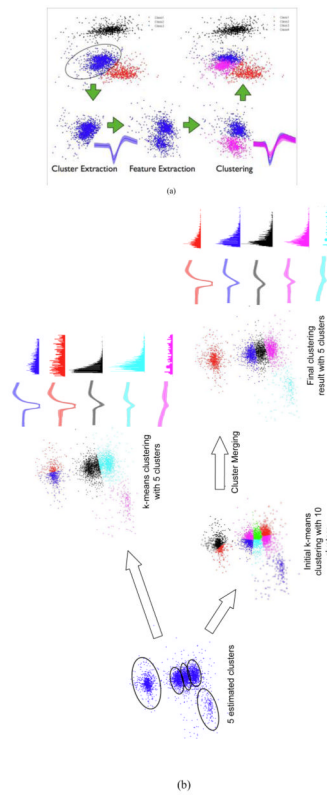 Cluster Extraction
Feature Extraction
Clustering
(a)
k-means clustering
with 5 clusters
Final clustering
result with 5 clusters
Cluster Merging
Initial k-means
clustering with 10
5 estimated clusters
(b)